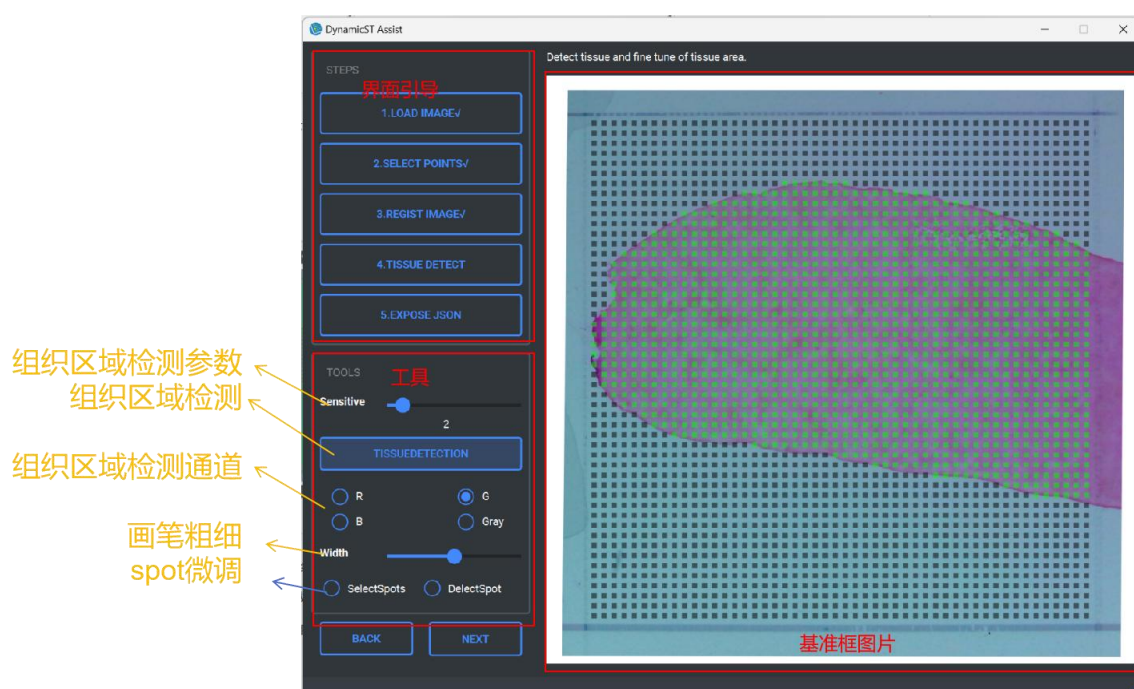 DynamicST Assist
STEPS
界面引导
1.LOAD IMAGE√
2.SELECT POINTS√
3.REGIST IMAGE√
4.TISSUE DETECT
5.EXPOSE JSON
Detect tissue and fine tune of tissue area.
组织区域检测参数
组织区域检测
组织区域检测通道
画笔粗细
spot微调
TOOLS
工具
Sensitive
2
TISSUEDETECTION
R
G
B
Gray
Width
SelectSpots
DelectSpot
BACK
NEXT
基准框图片